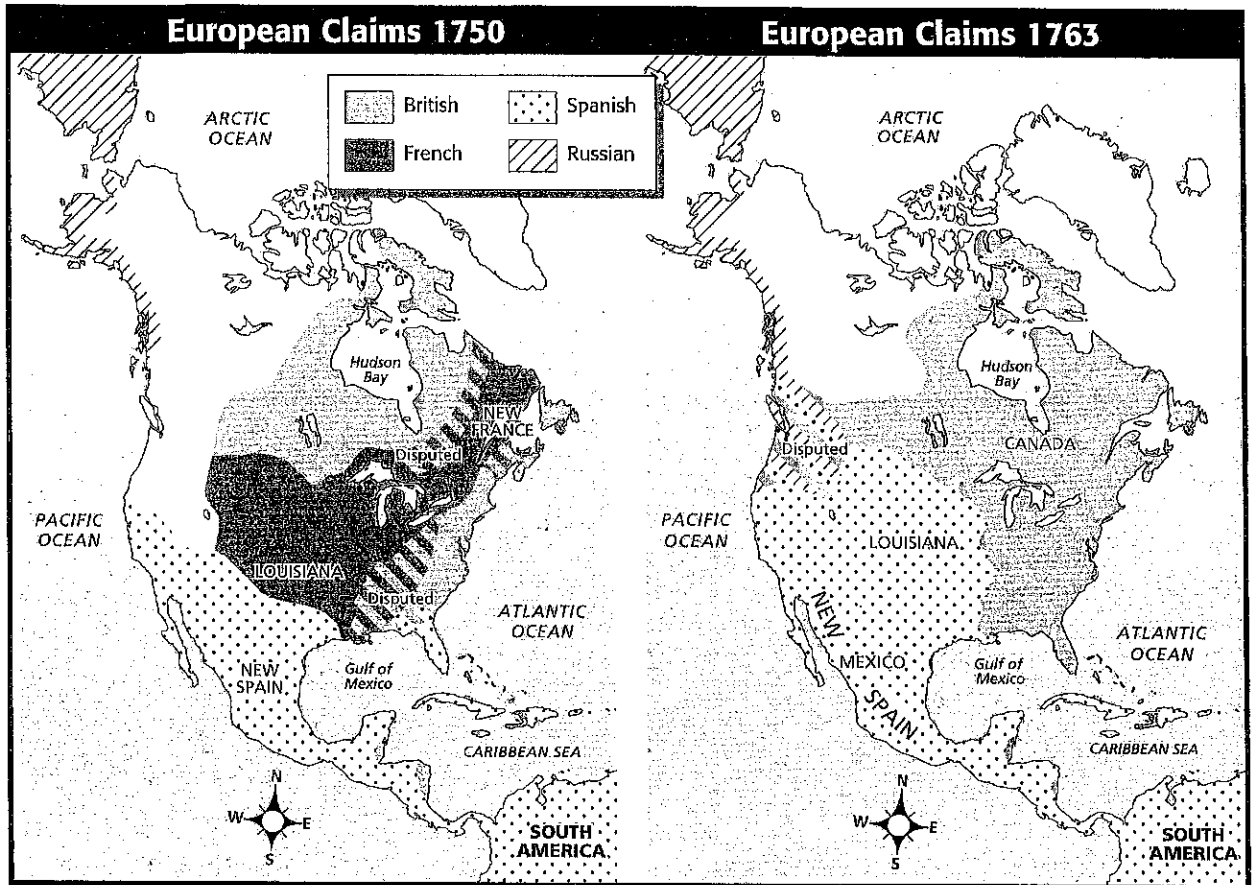 European Claims 1750
European Claims 1763
British
Spanish
French
Russian
ARCTIC
OCEAN
Hudson
Bay
NEW
FRANCE
Disputed
PACIFIC
OCEAN
LOUISIANA
Disputed
ATLANTIC
OCEAN
NEW
SPAIN
Gulf of
Mexico
CARIBBEAN SEA
N
W
E
S
SOUTH
AMERICA
ARCTIC
OCEAN
Hudson
Bay
CANADA
Disputed
PACIFIC
OCEAN
LOUISIANA
NEW
SPAIN
MEXICO
Gulf of
Mexico
ATLANTIC
OCEAN
CARIBBEAN SEA
N
W
E
S
SOUTH
AMERICA